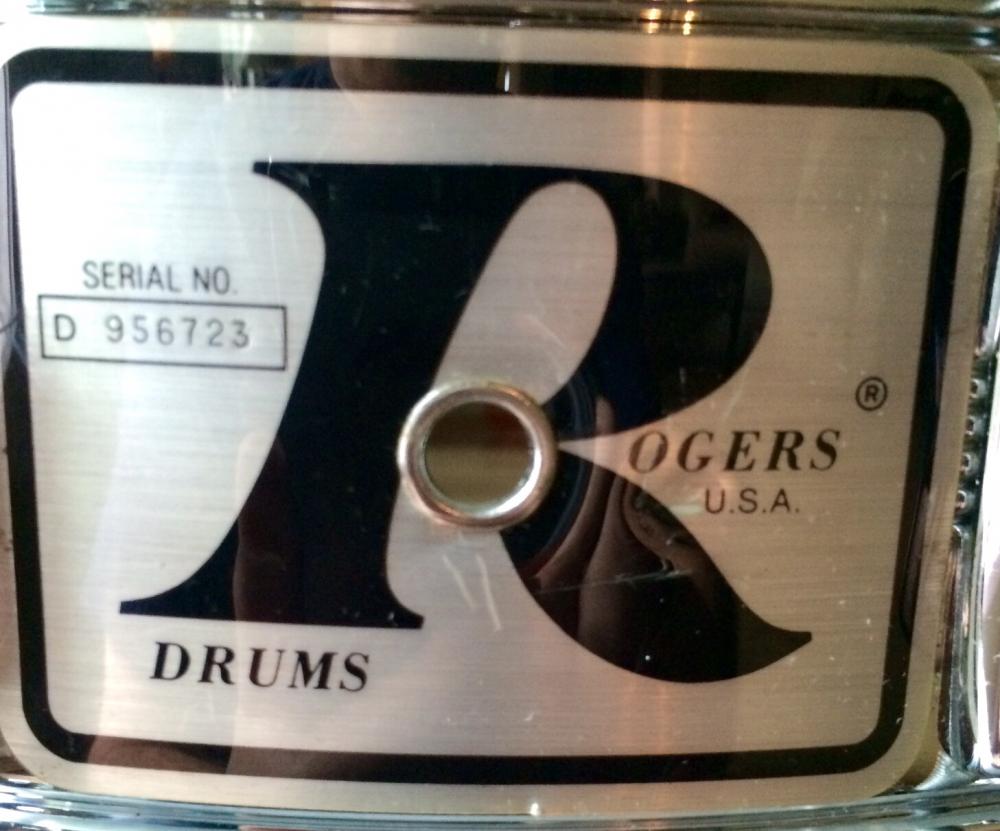 SERIAL NO.
D 956723
ROGERS
®
U.S.A.
DRUMS